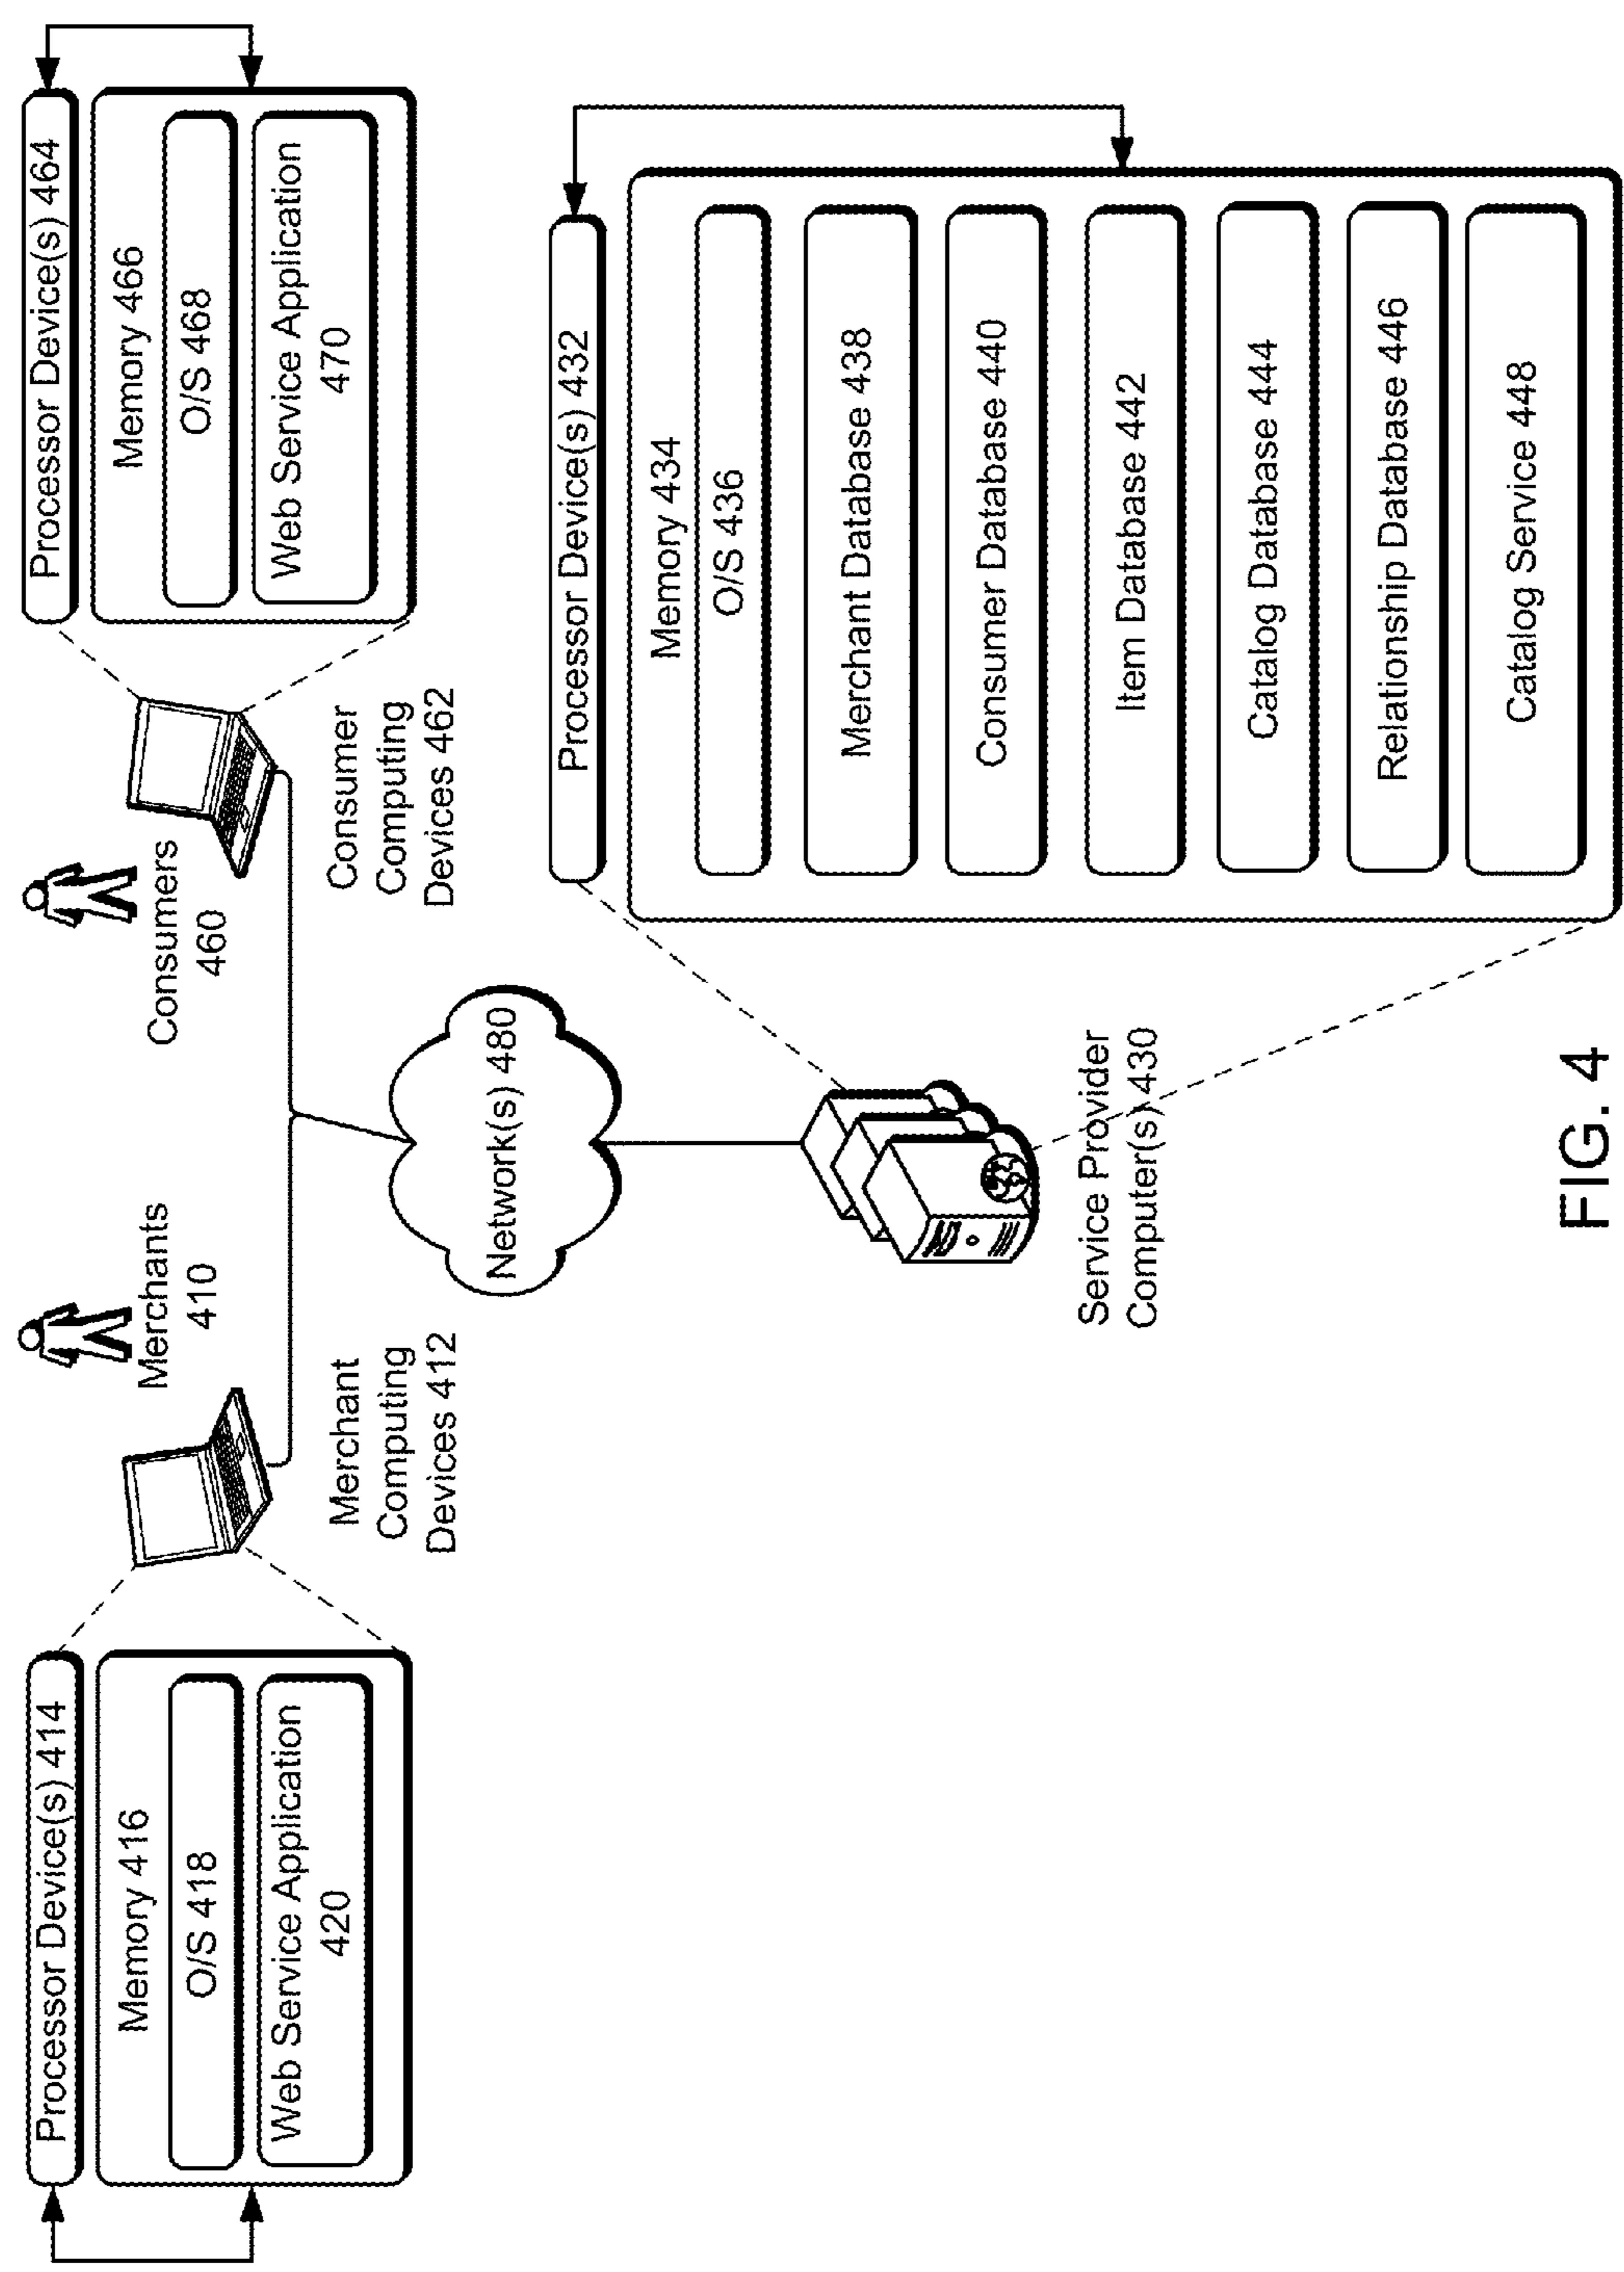 Processor Device(s) 414
Memory 416
O/S 418
Web Service Application
420
Merchants
410
Merchant
Computing
Devices 412
Consumers
460
Consumer
Computing
Devices 462
Processor Device(s) 464
Memory 466
O/S 468
Web Service Application
470
Network(s) 480
Service Provider
Computer(s) 430
Processor Device(s) 432
Memory 434
O/S 436
Merchant Database 438
Consumer Database 440
Item Database 442
Catalog Database 444
Relationship Database 446
Catalog Service 448
FIG. 4